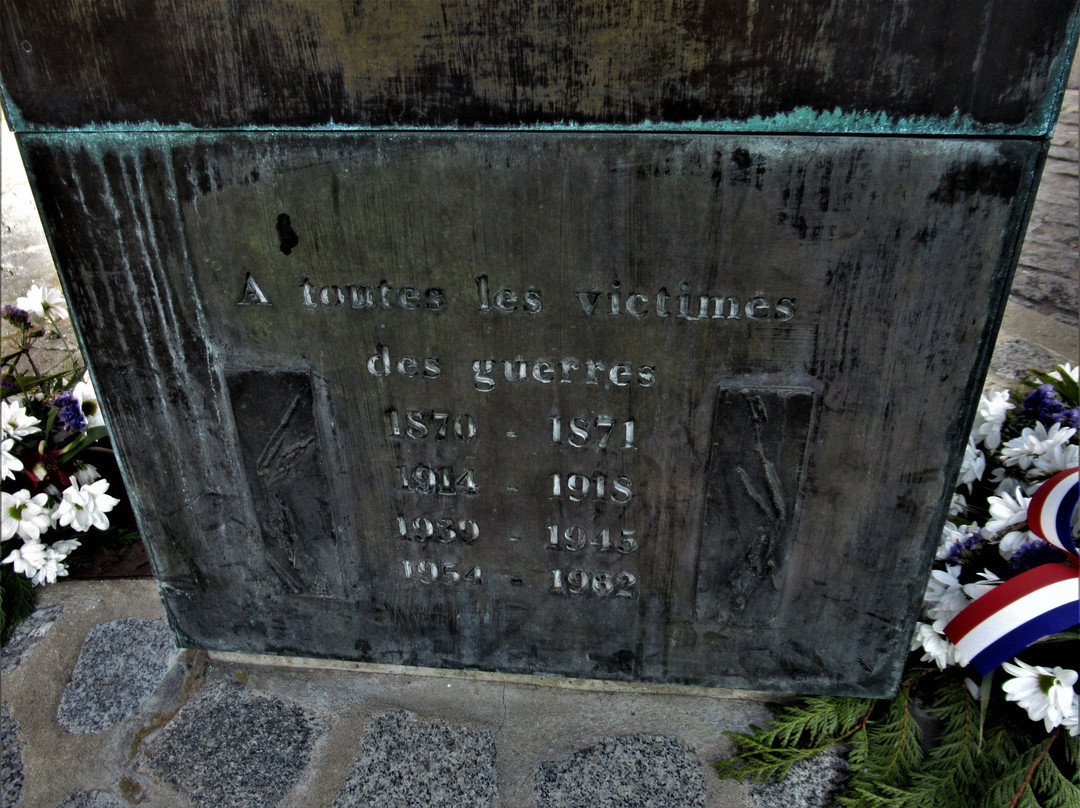 A toutes les victimes
des guerres
1870 - 1871
1914 - 1918
1939 - 1945
1954 - 1962